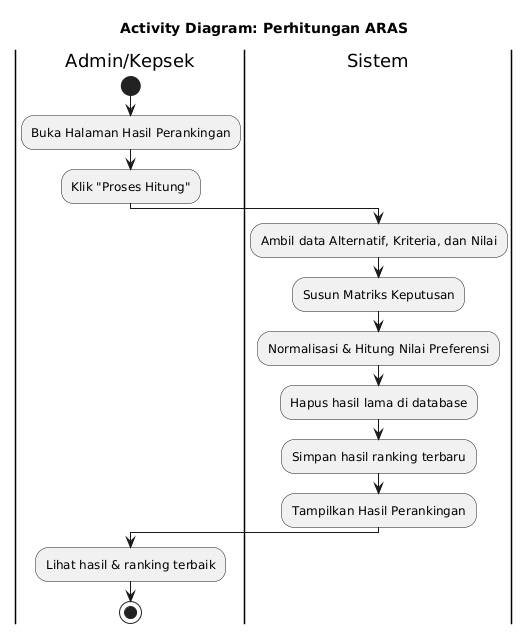 Activity Diagram: Perhitungan ARAS
Admin/Kepsek
Sistem
Buka Halaman Hasil Perankingan
Klik "Proses Hitung"
Ambil data Alternatif, Kriteria, dan Nilai
Susun Matriks Keputusan
Normalisasi & Hitung Nilai Preferensi
Hapus hasil lama di database
Simpan hasil ranking terbaru
Tampilkan Hasil Perankingan
Lihat hasil & ranking terbaik